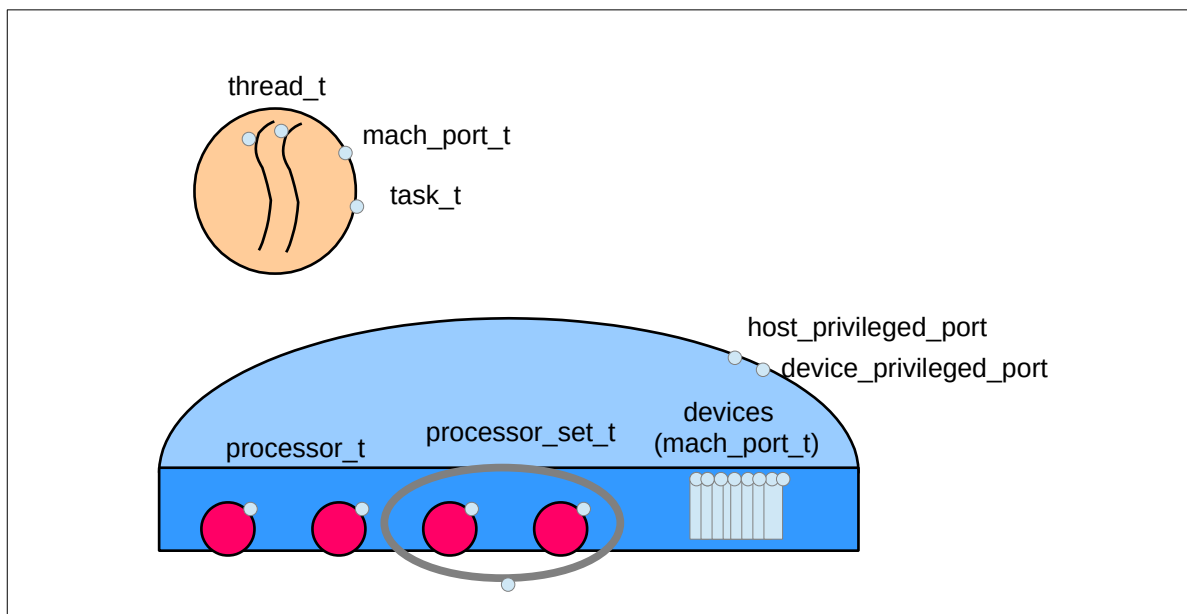 thread_t
mach_port_t
task_t
host_privileged_port
device_privileged_port
devices
(mach_port_t)
processor_set_t
processor_t